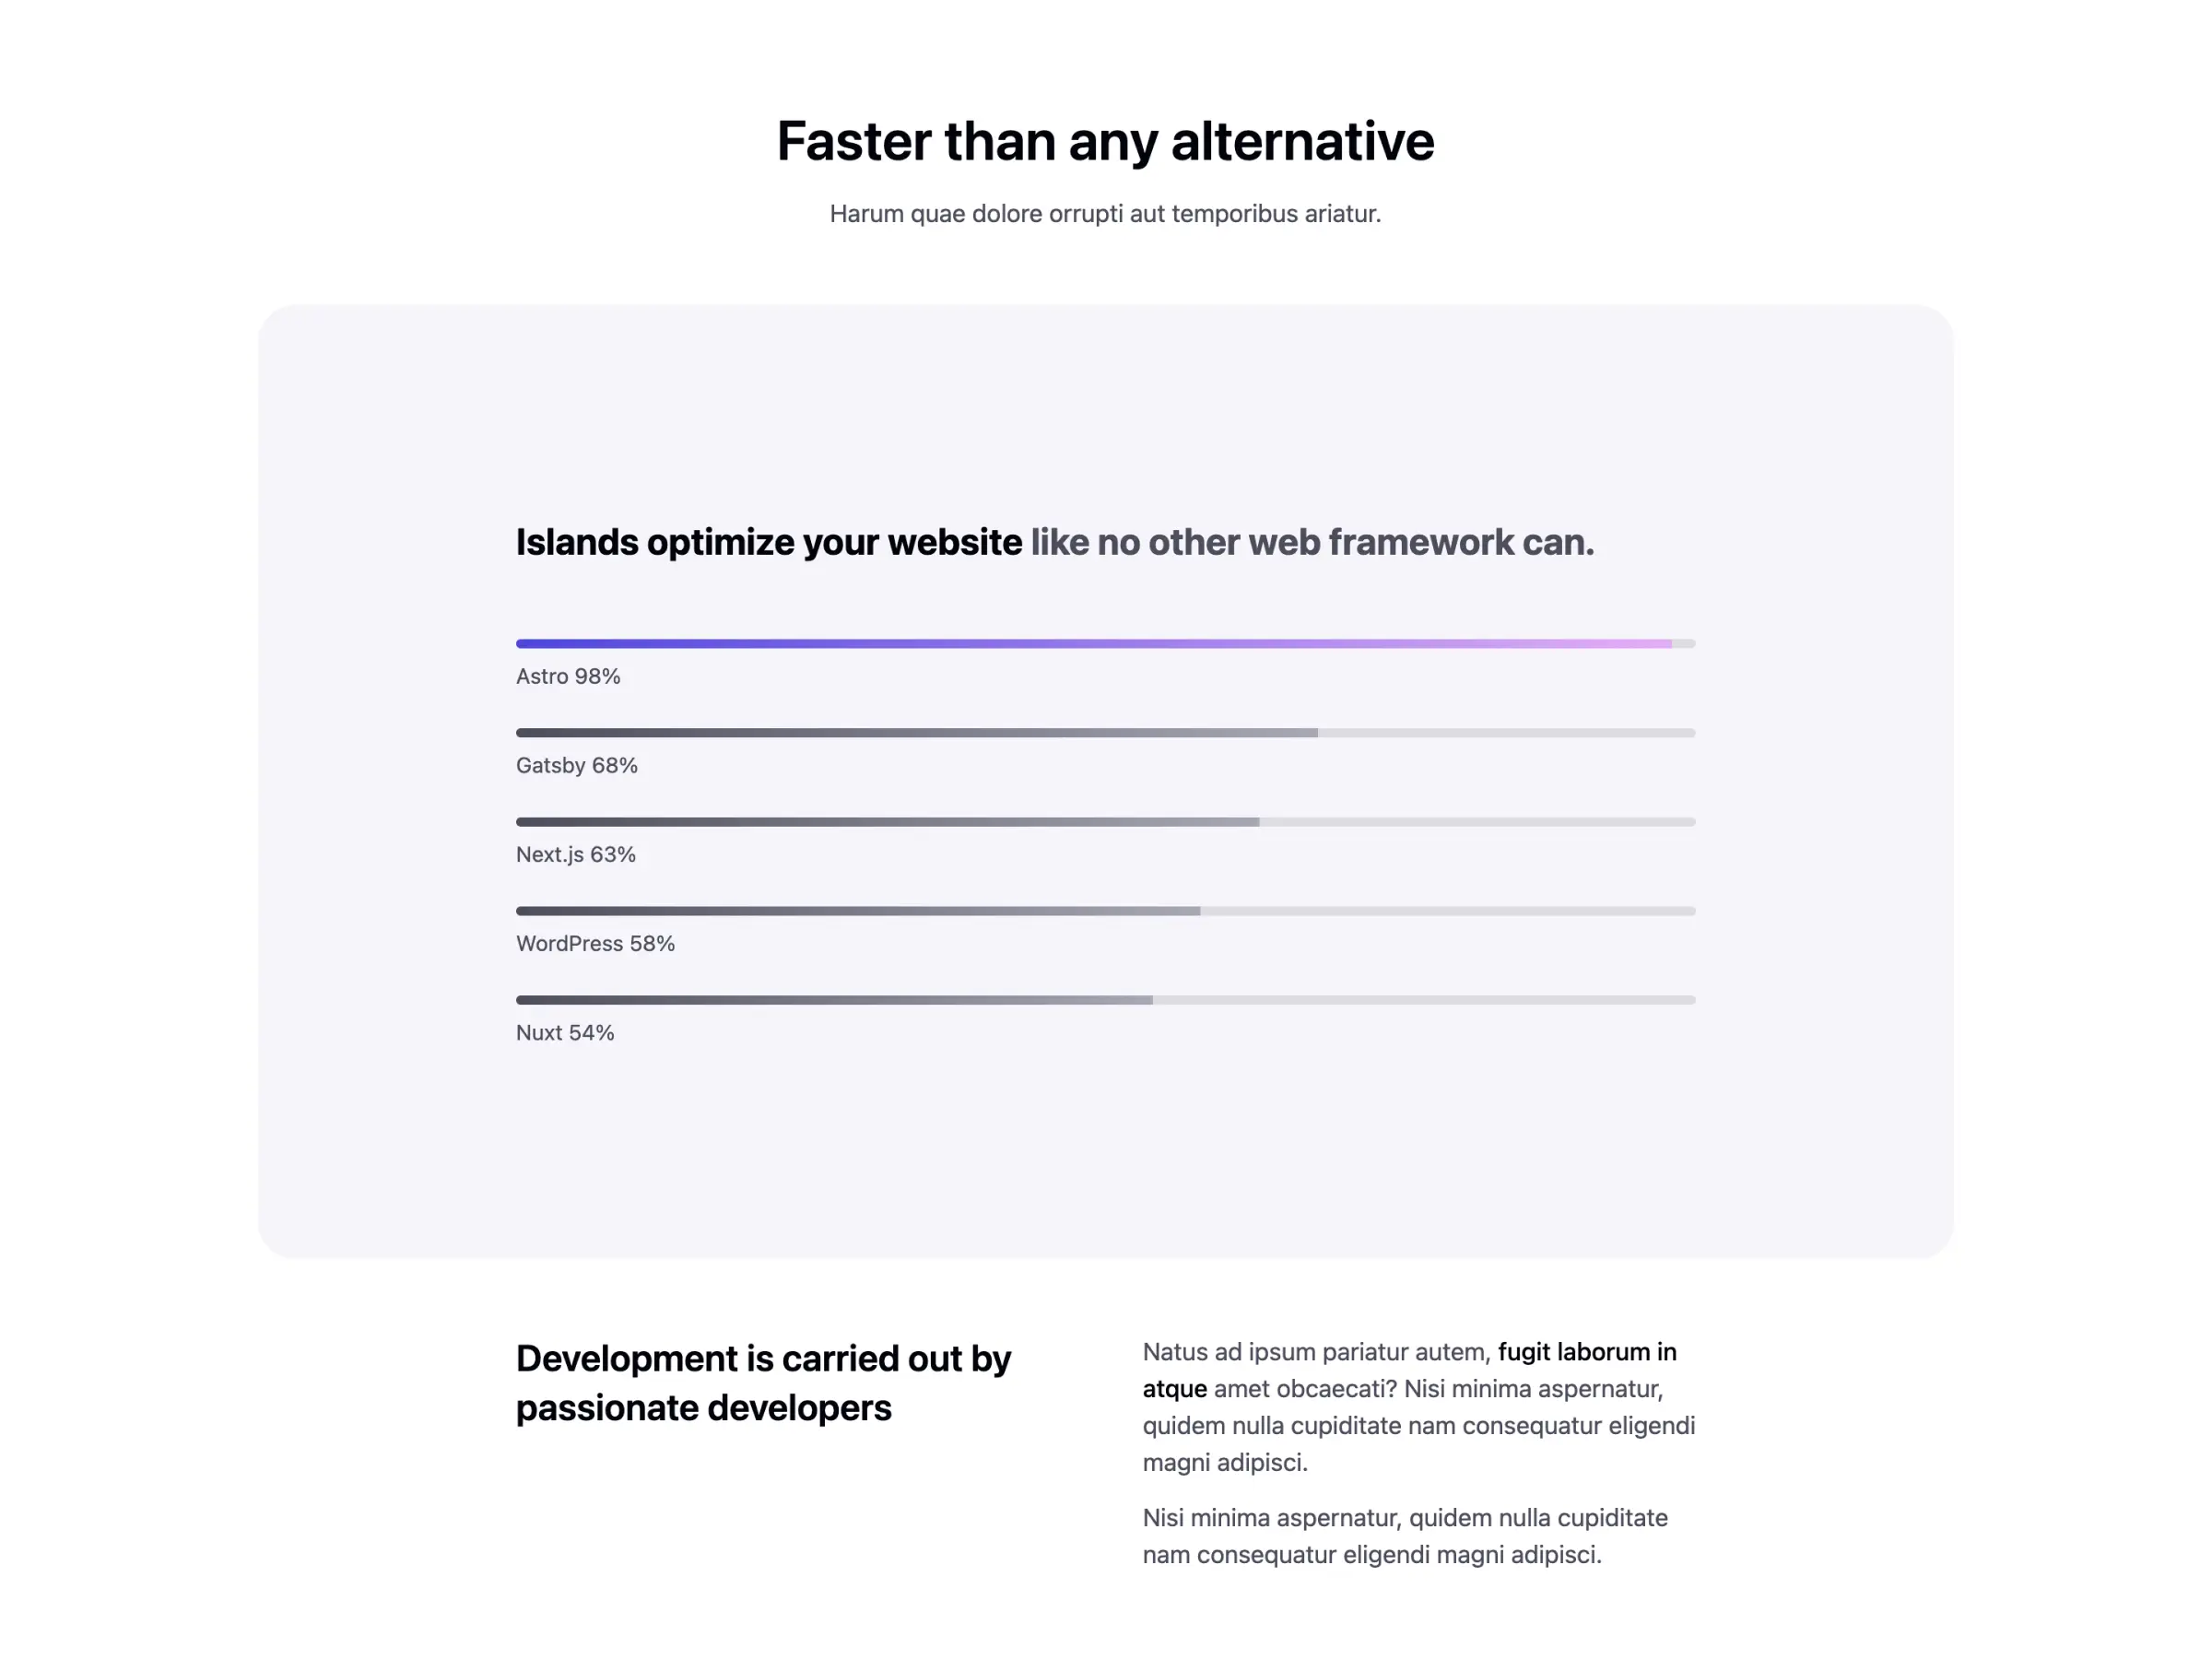 Faster than any alternative
Harum quae dolore orrupti aut temporibus ariatur.
Islands optimize your website like no other web framework can.
Astro 98%
Gatsby 68%
Next.js 63%
WordPress 58%
Nuxt 54%
Development is carried out by
passionate developers
Natus ad ipsum pariatur autem, fugit laborum in
atque amet obcaecati? Nisi minima aspernatur,
quidem nulla cupiditate nam consequatur eligendi
magni adipisci.
Nisi minima aspernatur, quidem nulla cupiditate
nam consequatur eligendi magni adipisci.